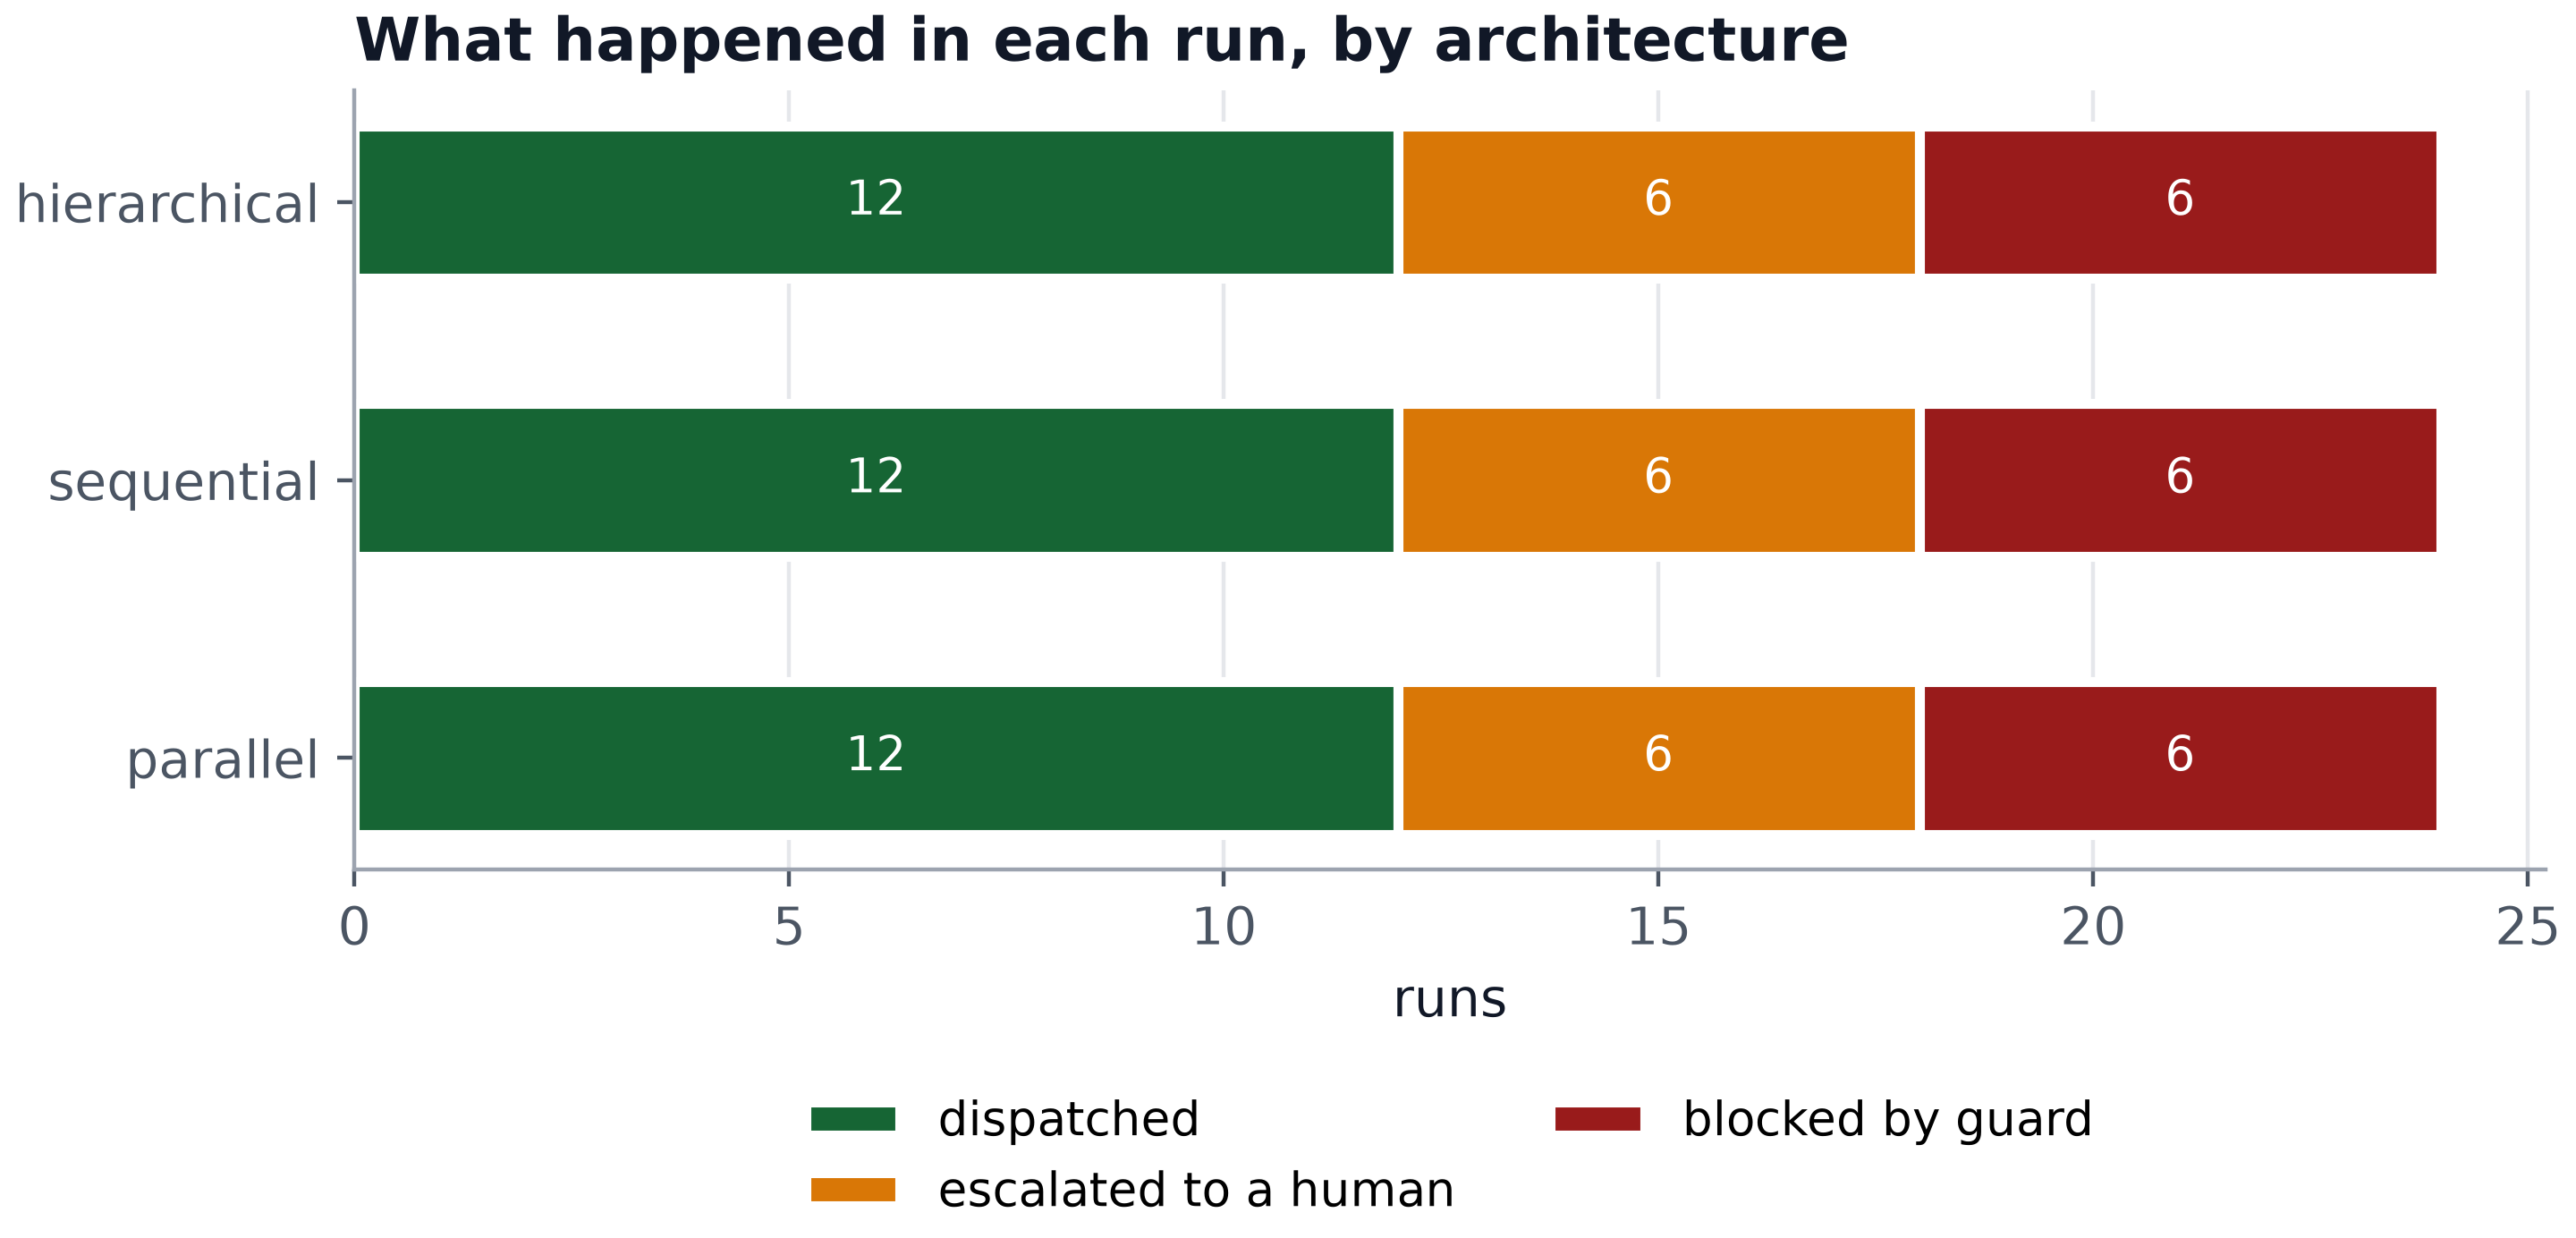 What happened in each run, by architecture
hierarchical
12
6
6
sequential
12
6
6
parallel
12
6
6
0 5 10 15 20 25
runs
dispatched
blocked by guard
escalated to a human